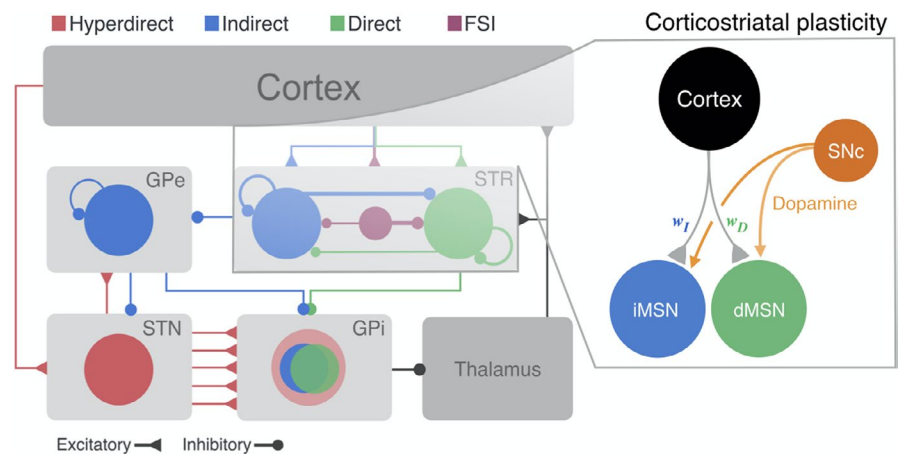 Hyperdirect Indirect Direct FSI
Corticostriatal plasticity
Cortex
Cortex
SNc
GPe
STR
Dopamine
w_I w_D
iMSN dMSN
STN GPi
Thalamus
Excitatory Inhibitory